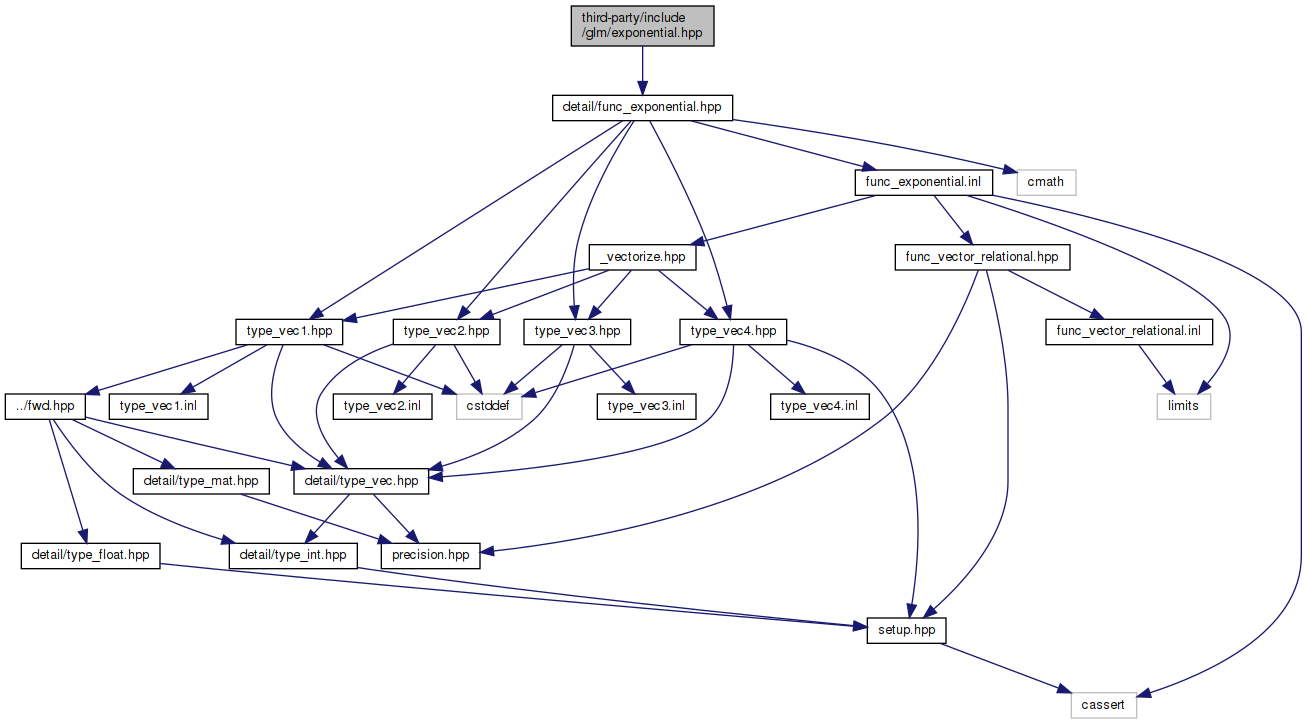 third-party/include
/glm/exponential.hpp
detail/func_exponential.hpp
func_exponential.inl
cmath
_vectorize.hpp
func_vector_relational.hpp
type_vec1.hpp
type_vec2.hpp
type_vec3.hpp
type_vec4.hpp
func_vector_relational.inl
../fwd.hpp
type_vec1.inl
type_vec2.inl
cstddef
type_vec3.inl
type_vec4.inl
limits
detail/type_mat.hpp
detail/type_vec.hpp
detail/type_float.hpp
detail/type_int.hpp
precision.hpp
setup.hpp
cassert